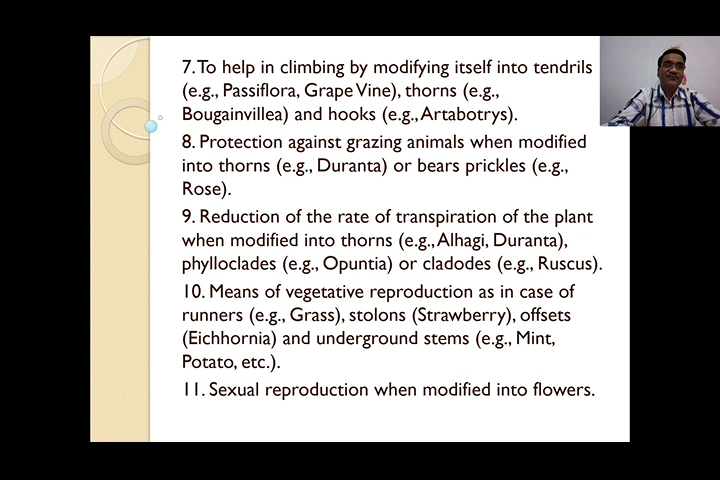 7. To help in climbing by modifying itself into tendrils
(e.g., Passiflora, Grape Vine), thorns (e.g.,
Bougainvillea) and hooks (e.g., Artabotrys).
8. Protection against grazing animals when modified
into thorns (e.g., Duranta) or bears prickles (e.g.,
Rose).
9. Reduction of the rate of transpiration of the plant
when modified into thorns (e.g., Alhagi, Duranta),
phylloclades (e.g., Opuntia) or cladodes (e.g., Ruscus).
10. Means of vegetative reproduction as in case of
runners (e.g., Grass), stolons (Strawberry), offsets
(Eichhornia) and underground stems (e.g., Mint,
Potato, etc.).
11. Sexual reproduction when modified into flowers.